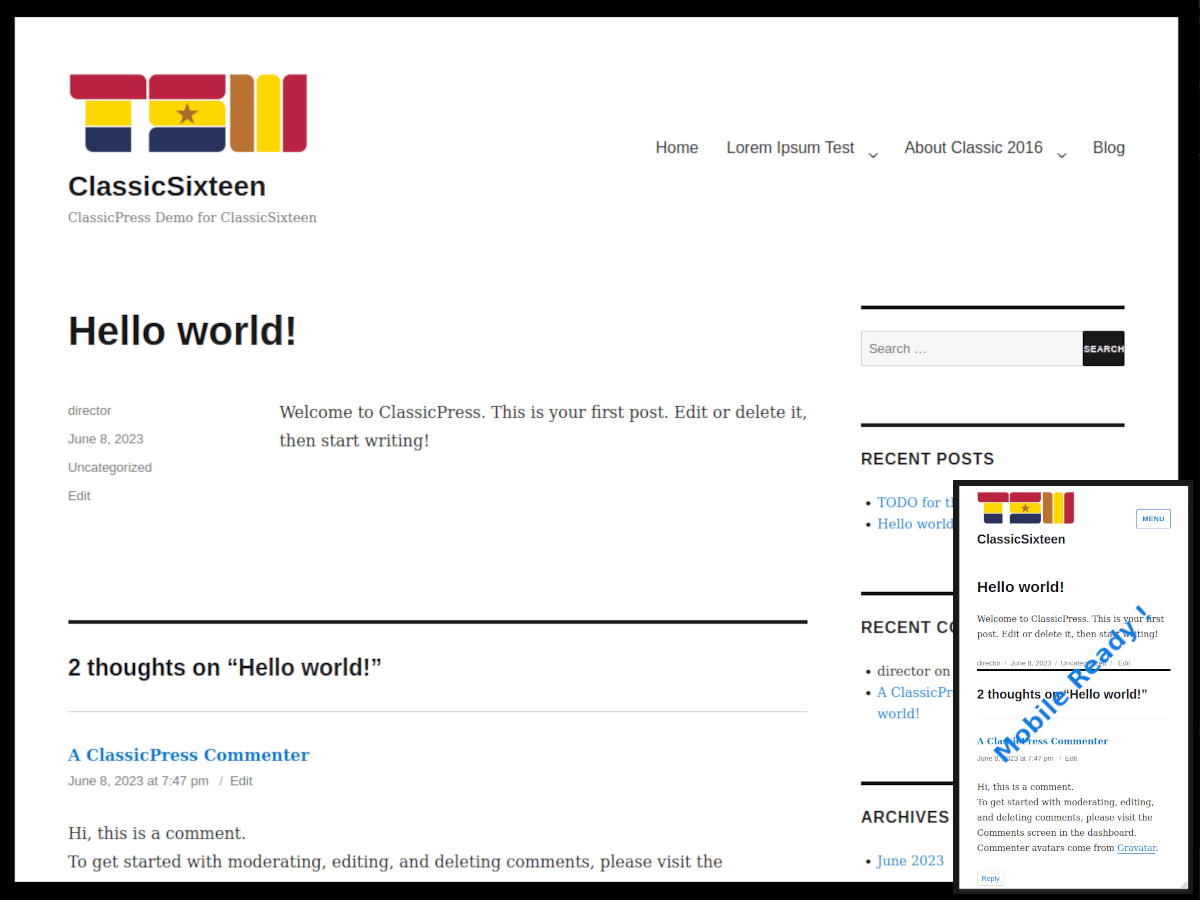 ClassicSixteen
ClassicPress Demo for ClassicSixteen
Home Lorem Ipsum Test About Classic 2016 Blog
Hello world!
director
June 8, 2023
Uncategorized
Edit
Welcome to ClassicPress. This is your first post. Edit or delete it,
then start writing!
2 thoughts on “Hello world!”
A ClassicPress Commenter
June 8, 2023 at 7:47 pm / Edit
Hi, this is a comment.
To get started with moderating, editing, and deleting comments, please visit the
Search …
SEARCH
RECENT POSTS
• TODO for
• Hello world
RECENT
• director on
• A
world!
ARCHIVES
• June 2023
MENU
ClassicSixteen
Hello world!
Welcome to ClassicPress. This is your first
post. Edit or delete it, then start writing!
director / June 8, 2023 / Uncategorized / Edit
2 thoughts on “Hello world!”
A ClassicPress Commenter
June 8, 2023 at 7:47 pm / Edit
Hi, this is a comment.
To get started with moderating, editing,
and deleting comments, please visit the
Comments screen in the dashboard.
Commenter avatars come from Gravatar.
Reply
Mobile Ready !